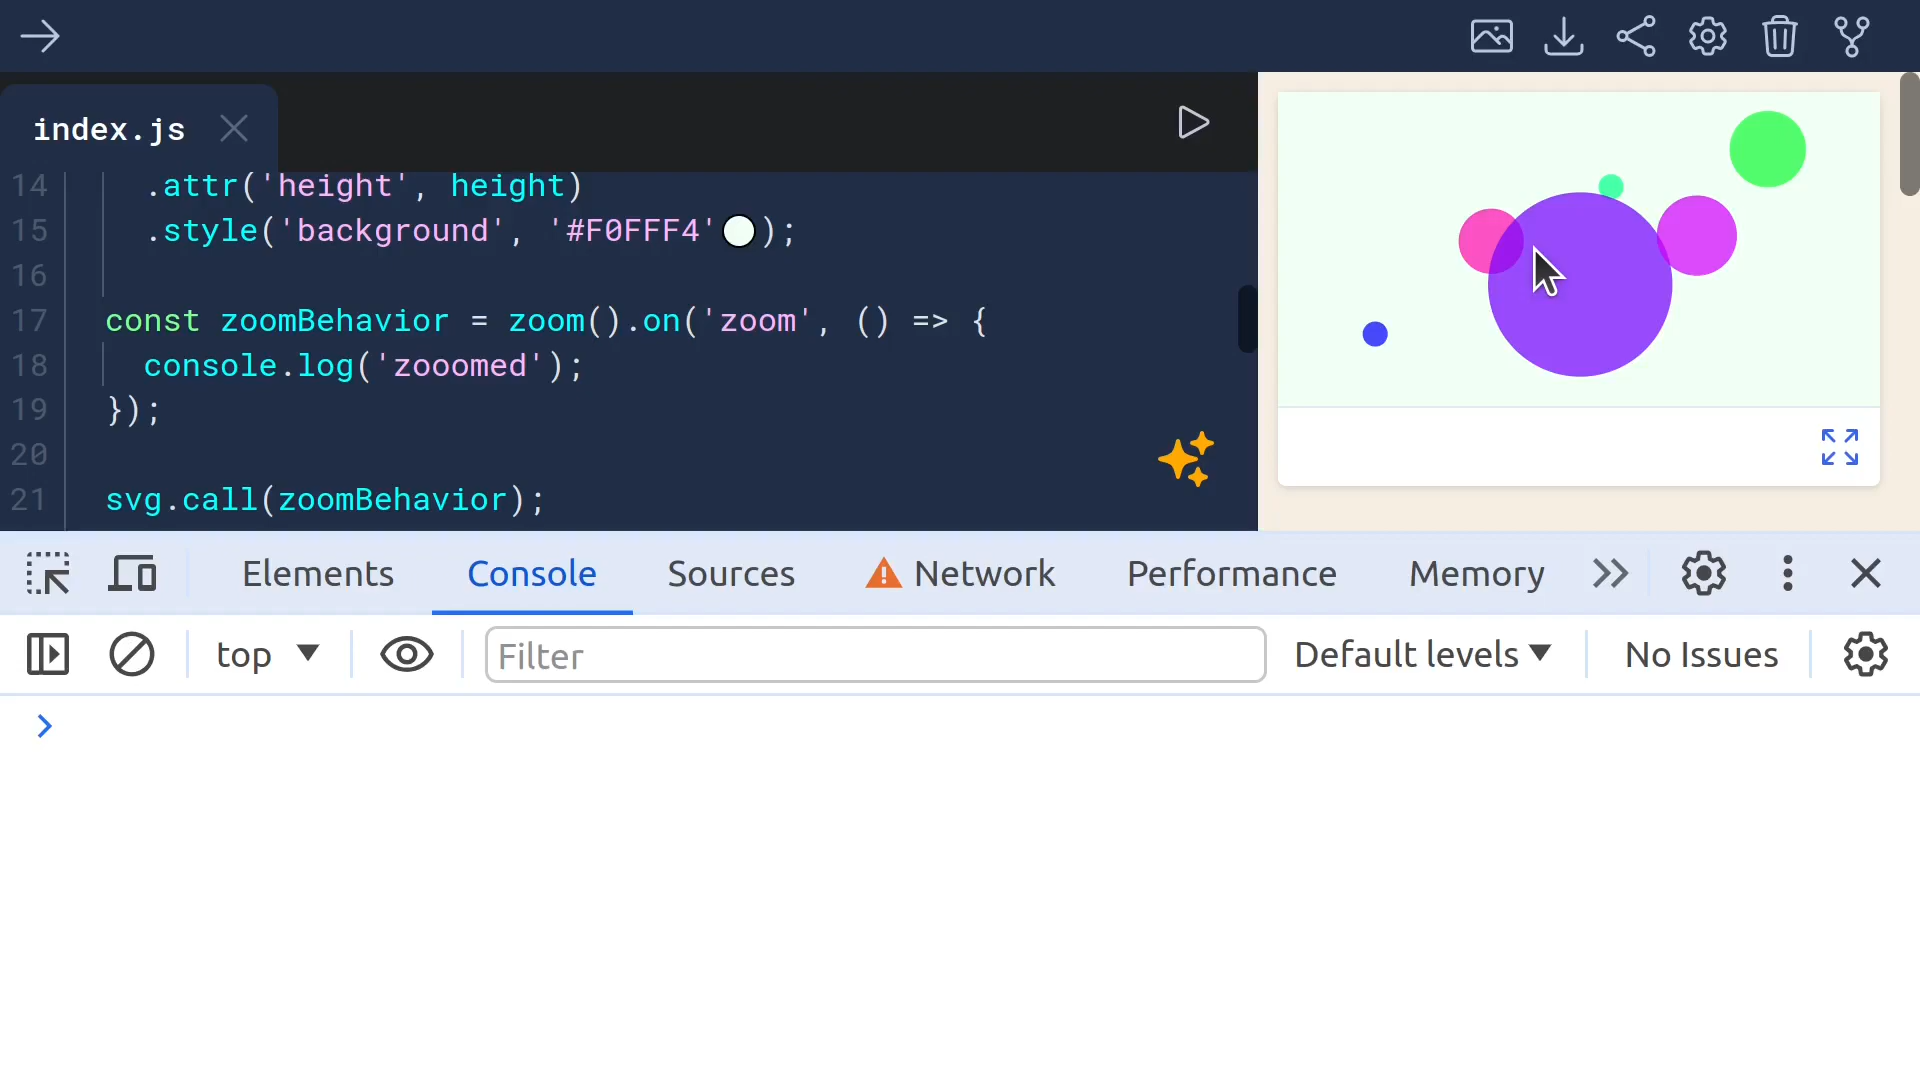 index.js
14 .attr('height', height)
15 .style('background', '#F0FFF4');
16
17 const zoomBehavior = zoom().on('zoom', () => {
18 console.log('zooomed');
19 });
20
21 svg.call(zoomBehavior);
Elements Console Sources Network Performance Memory
top Filter Default levels No Issues